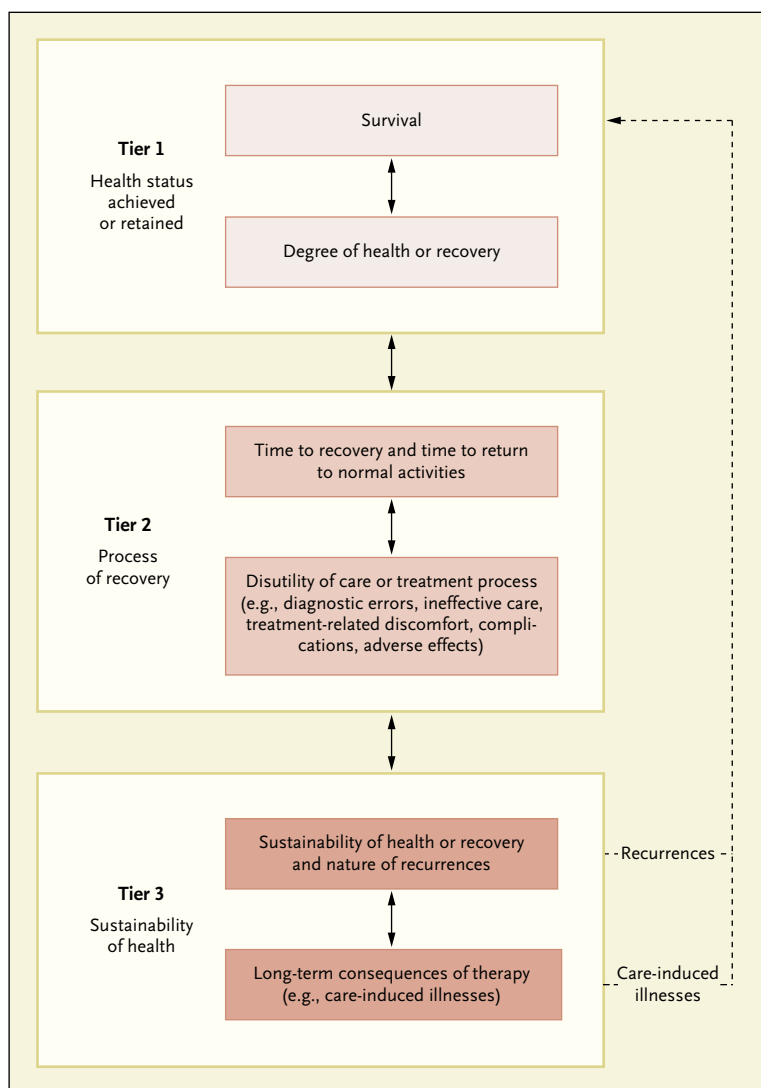 Survival
Tier 1
Health status
achieved
or retained
Degree of health or recovery
Time to recovery and time to return
to normal activities
Tier 2
Process
of recovery
Disutility of care or treatment process
(e.g., diagnostic errors, ineffective care,
treatment-related discomfort, compli-
cations, adverse effects)
Sustainability of health or recovery
and nature of recurrences
Recurrences
Tier 3
Sustainability
of health
Long-term consequences of therapy
(e.g., care-induced illnesses)
Care-induced
illnesses